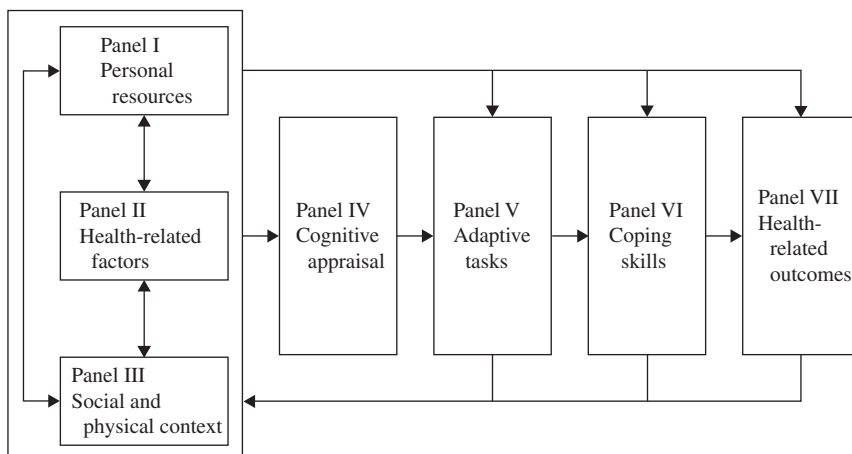 Panel I
Personal
resources
Panel II
Health-related
factors
Panel III
Social and
physical context
Panel IV
Cognitive
appraisal
Panel V
Adaptive
tasks
Panel VI
Coping
skills
Panel VII
Health-
related
outcomes